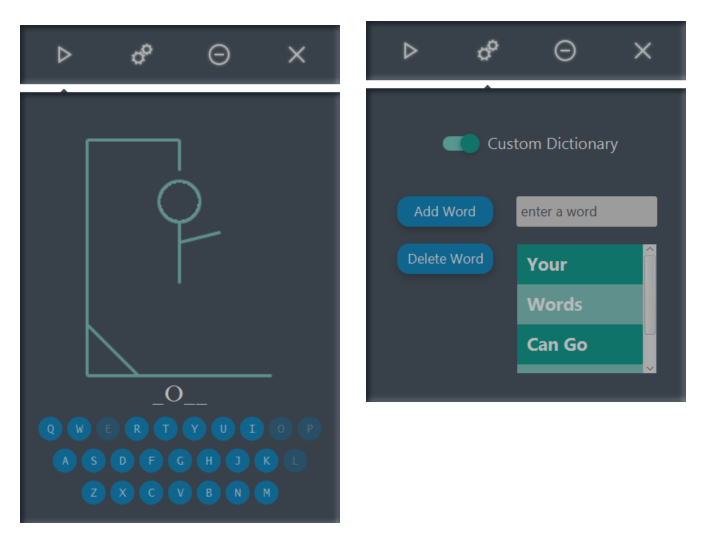 _O__
Q W E R T Y U I O P
A S D F G H J K L
Z X C V B N M
Custom Dictionary
Add Word
enter a word
Delete Word
Your
Words
Can Go